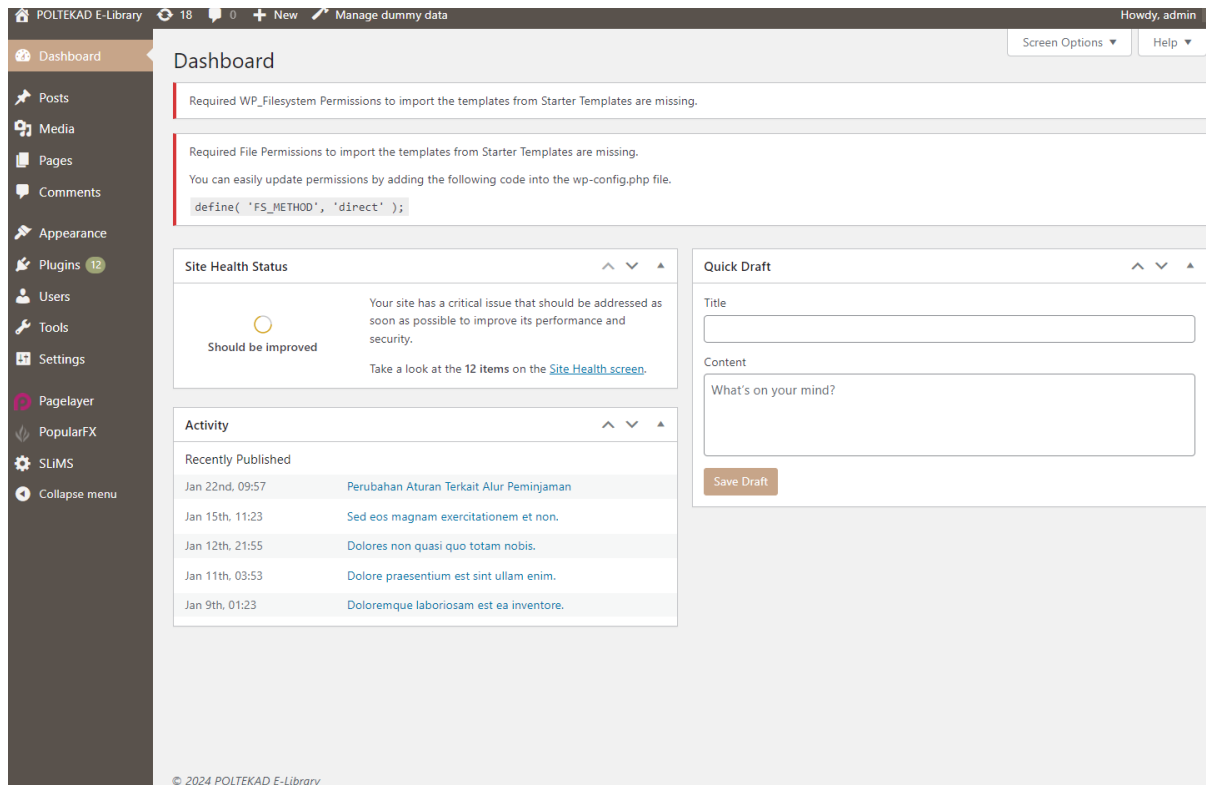 POLTEKAD E-Library 18 0 New Manage dummy data Howdy, admin
Dashboard
Posts
Media
Pages
Comments
Appearance
Plugins 12
Users
Tools
Settings
Pagelayer
PopularFX
SLiMS
Collapse menu
Screen Options ▼ Help ▼
Dashboard
Required WP_Filesystem Permissions to import the templates from Starter Templates are missing.
Required File Permissions to import the templates from Starter Templates are missing.
You can easily update permissions by adding the following code into the wp-config.php file.
define( 'FS_METHOD', 'direct' );
Site Health Status
Should be improved
Your site has a critical issue that should be addressed as
soon as possible to improve its performance and
security.
Take a look at the 12 items on the Site Health screen.
Activity
Recently Published
Jan 22nd, 09:57 Perubahan Aturan Terkait Alur Peminjaman
Jan 15th, 11:23 Sed eos magnam exercitationem et non.
Jan 12th, 21:55 Dolores non quasi quo totam nobis.
Jan 11th, 03:53 Dolore praesentium est sint ullam enim.
Jan 9th, 01:23 Doloremque laboriosam est ea inventore.
Quick Draft
Title
Content
What's on your mind?
Save Draft
© 2024 POLTEKAD E-Library